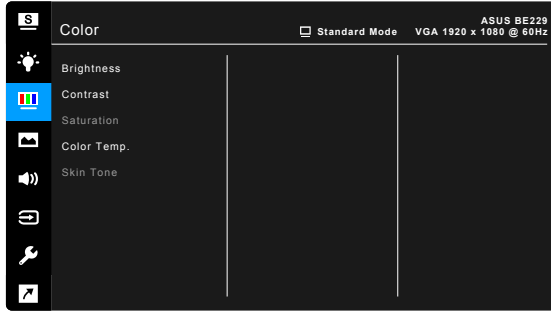 S
Color
Standard Mode
ASUS BE229
VGA 1920 x 1080 @ 60Hz
Brightness
Contrast
Saturation
Color Temp.
Skin Tone